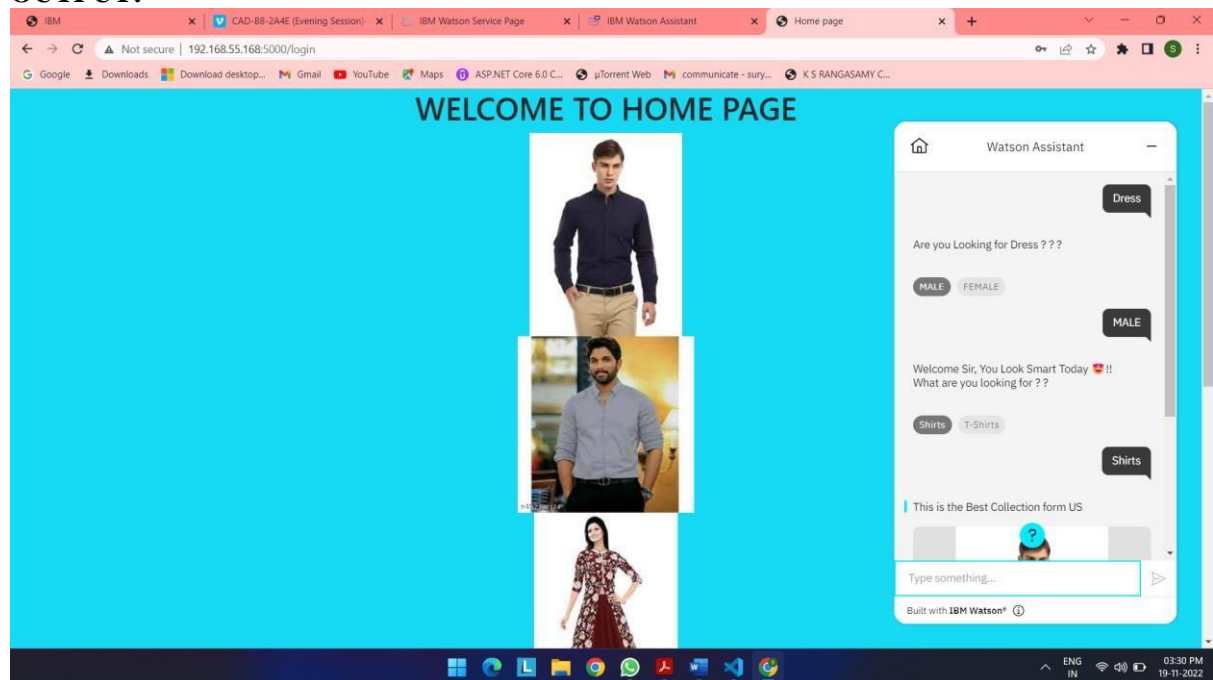 OUTPUT:
IBM
CAD-BB-2A4E (Evening Session)
IBM Watson Service Page
IBM Watson Assistant
Home page
Not secure | 192.168.55.168:5000/login
Google Downloads Download desktop... Gmail YouTube Maps ASP.NET Core 6.0 C... µTorrent Web communicate - sury... K S RANGASAMY C...
S
WELCOME TO HOME PAGE
Watson Assistant
Dress
Are you Looking for Dress ? ? ?
MALE FEMALE
MALE
Welcome Sir, You Look Smart Today 😍 !!
What are you looking for ? ?
Shirts T-Shirts
Shirts
This is the Best Collection form US
?
Type something...
Built with IBM Watson®
ENG
IN
03:30 PM
19-11-2022